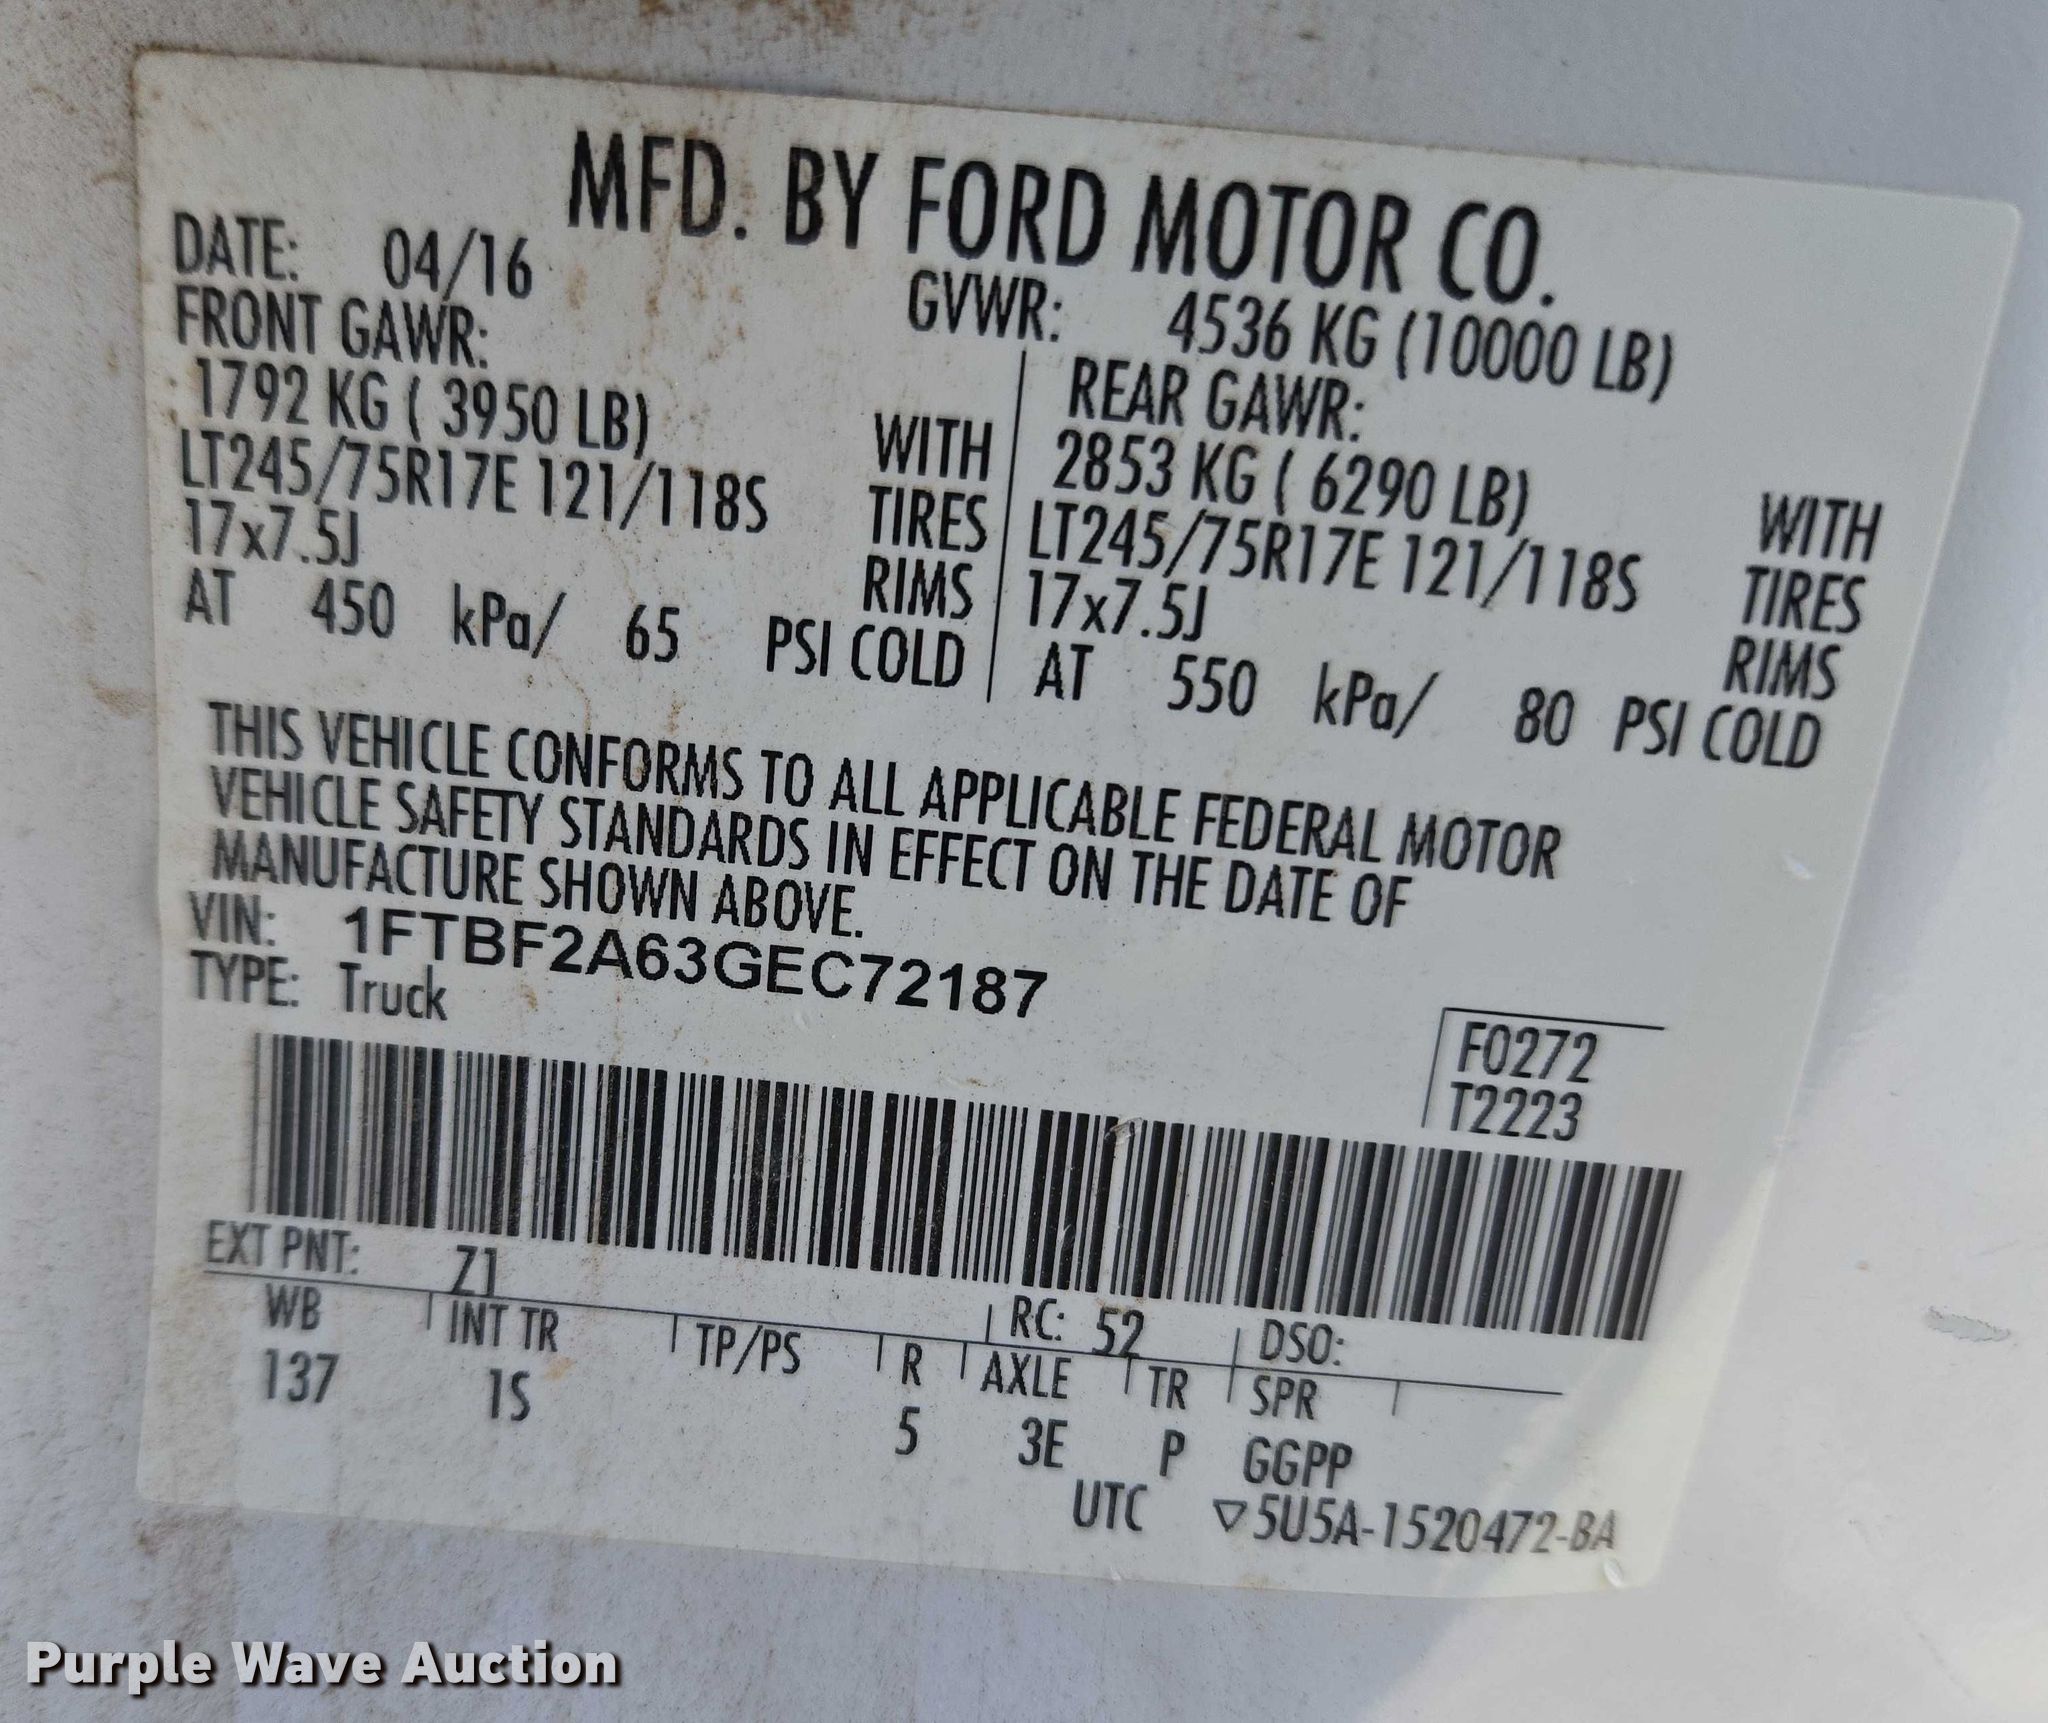 MFD. BY FORD MOTOR CO.
DATE: 04/16
GVWR: 4536 KG (10000 LB)
FRONT GAWR:
1792 KG ( 3950 LB) WITH
LT245/75R17E 121/118S TIRES
17x7.5J RIMS
AT 450 kPa/ 65 PSI COLD
REAR GAWR:
2853 KG ( 6290 LB) WITH
LT245/75R17E 121/118S TIRES
17x7.5J RIMS
AT 550 kPa/ 80 PSI COLD
THIS VEHICLE CONFORMS TO ALL APPLICABLE FEDERAL MOTOR
VEHICLE SAFETY STANDARDS IN EFFECT ON THE DATE OF
MANUFACTURE SHOWN ABOVE.
VIN: 1FTBF2A63GEC72187
TYPE: Truck
F0272
T2223
EXT PNT: Z1 RC: 52 DSO:
WB INT TR TP/PS R AXLE TR SPR
137 1S 5 3E P GGPP
UTC ▽5U5A-1520472-BA
Purple Wave Auction